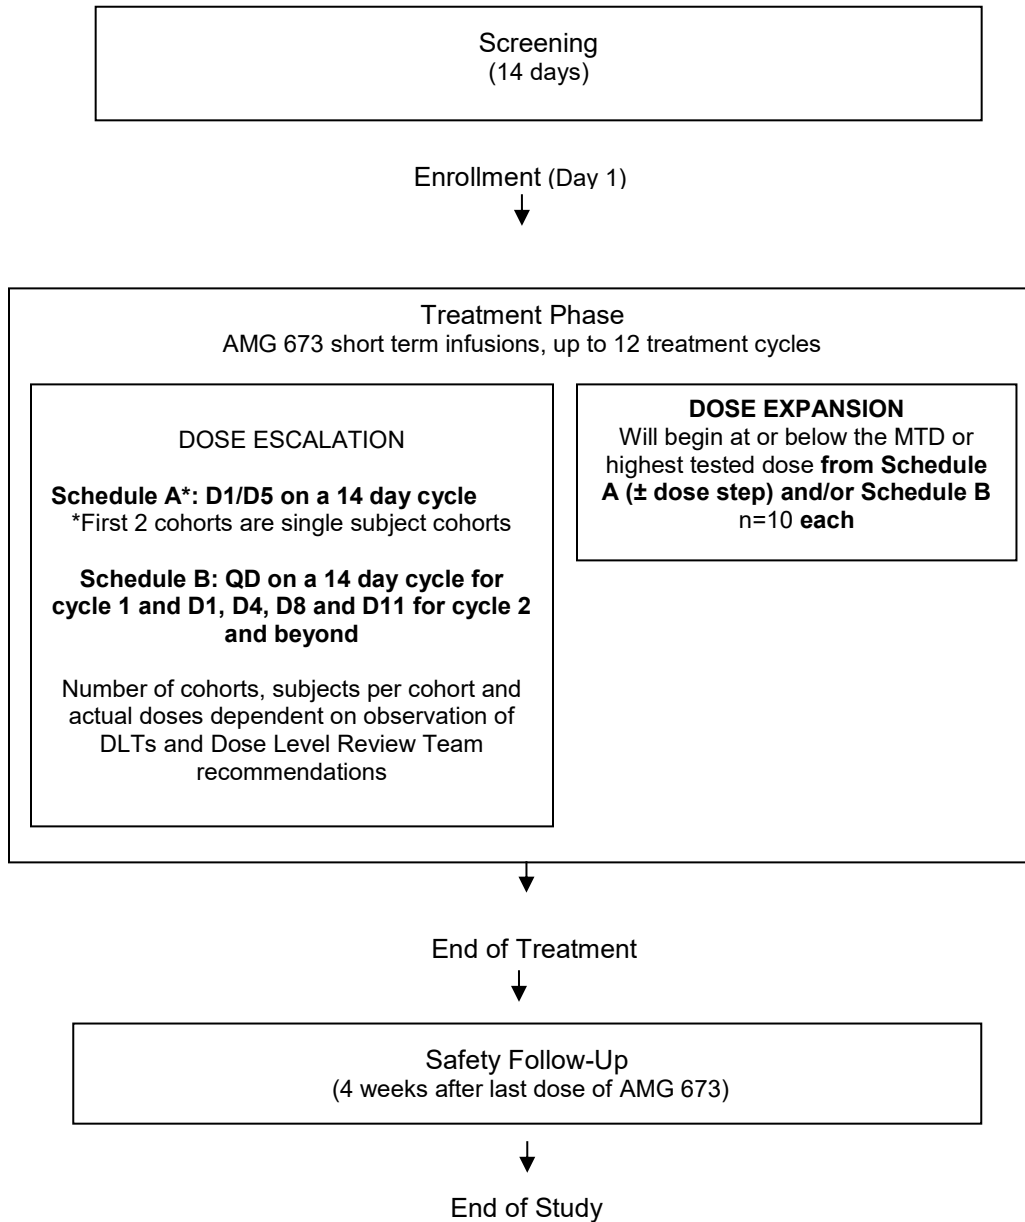 Screening
(14 days)
Enrollment (Day 1)
Treatment Phase
AMG 673 short term infusions, up to 12 treatment cycles
DOSE ESCALATION
Schedule A*: D1/D5 on a 14 day cycle
*First 2 cohorts are single subject cohorts
Schedule B: QD on a 14 day cycle for
cycle 1 and D1, D4, D8 and D11 for cycle 2
and beyond
Number of cohorts, subjects per cohort and
actual doses dependent on observation of
DLTs and Dose Level Review Team
recommendations
DOSE EXPANSION
Will begin at or below the MTD or
highest tested dose from Schedule
A (± dose step) and/or Schedule B
n=10 each
End of Treatment
Safety Follow-Up
(4 weeks after last dose of AMG 673)
End of Study